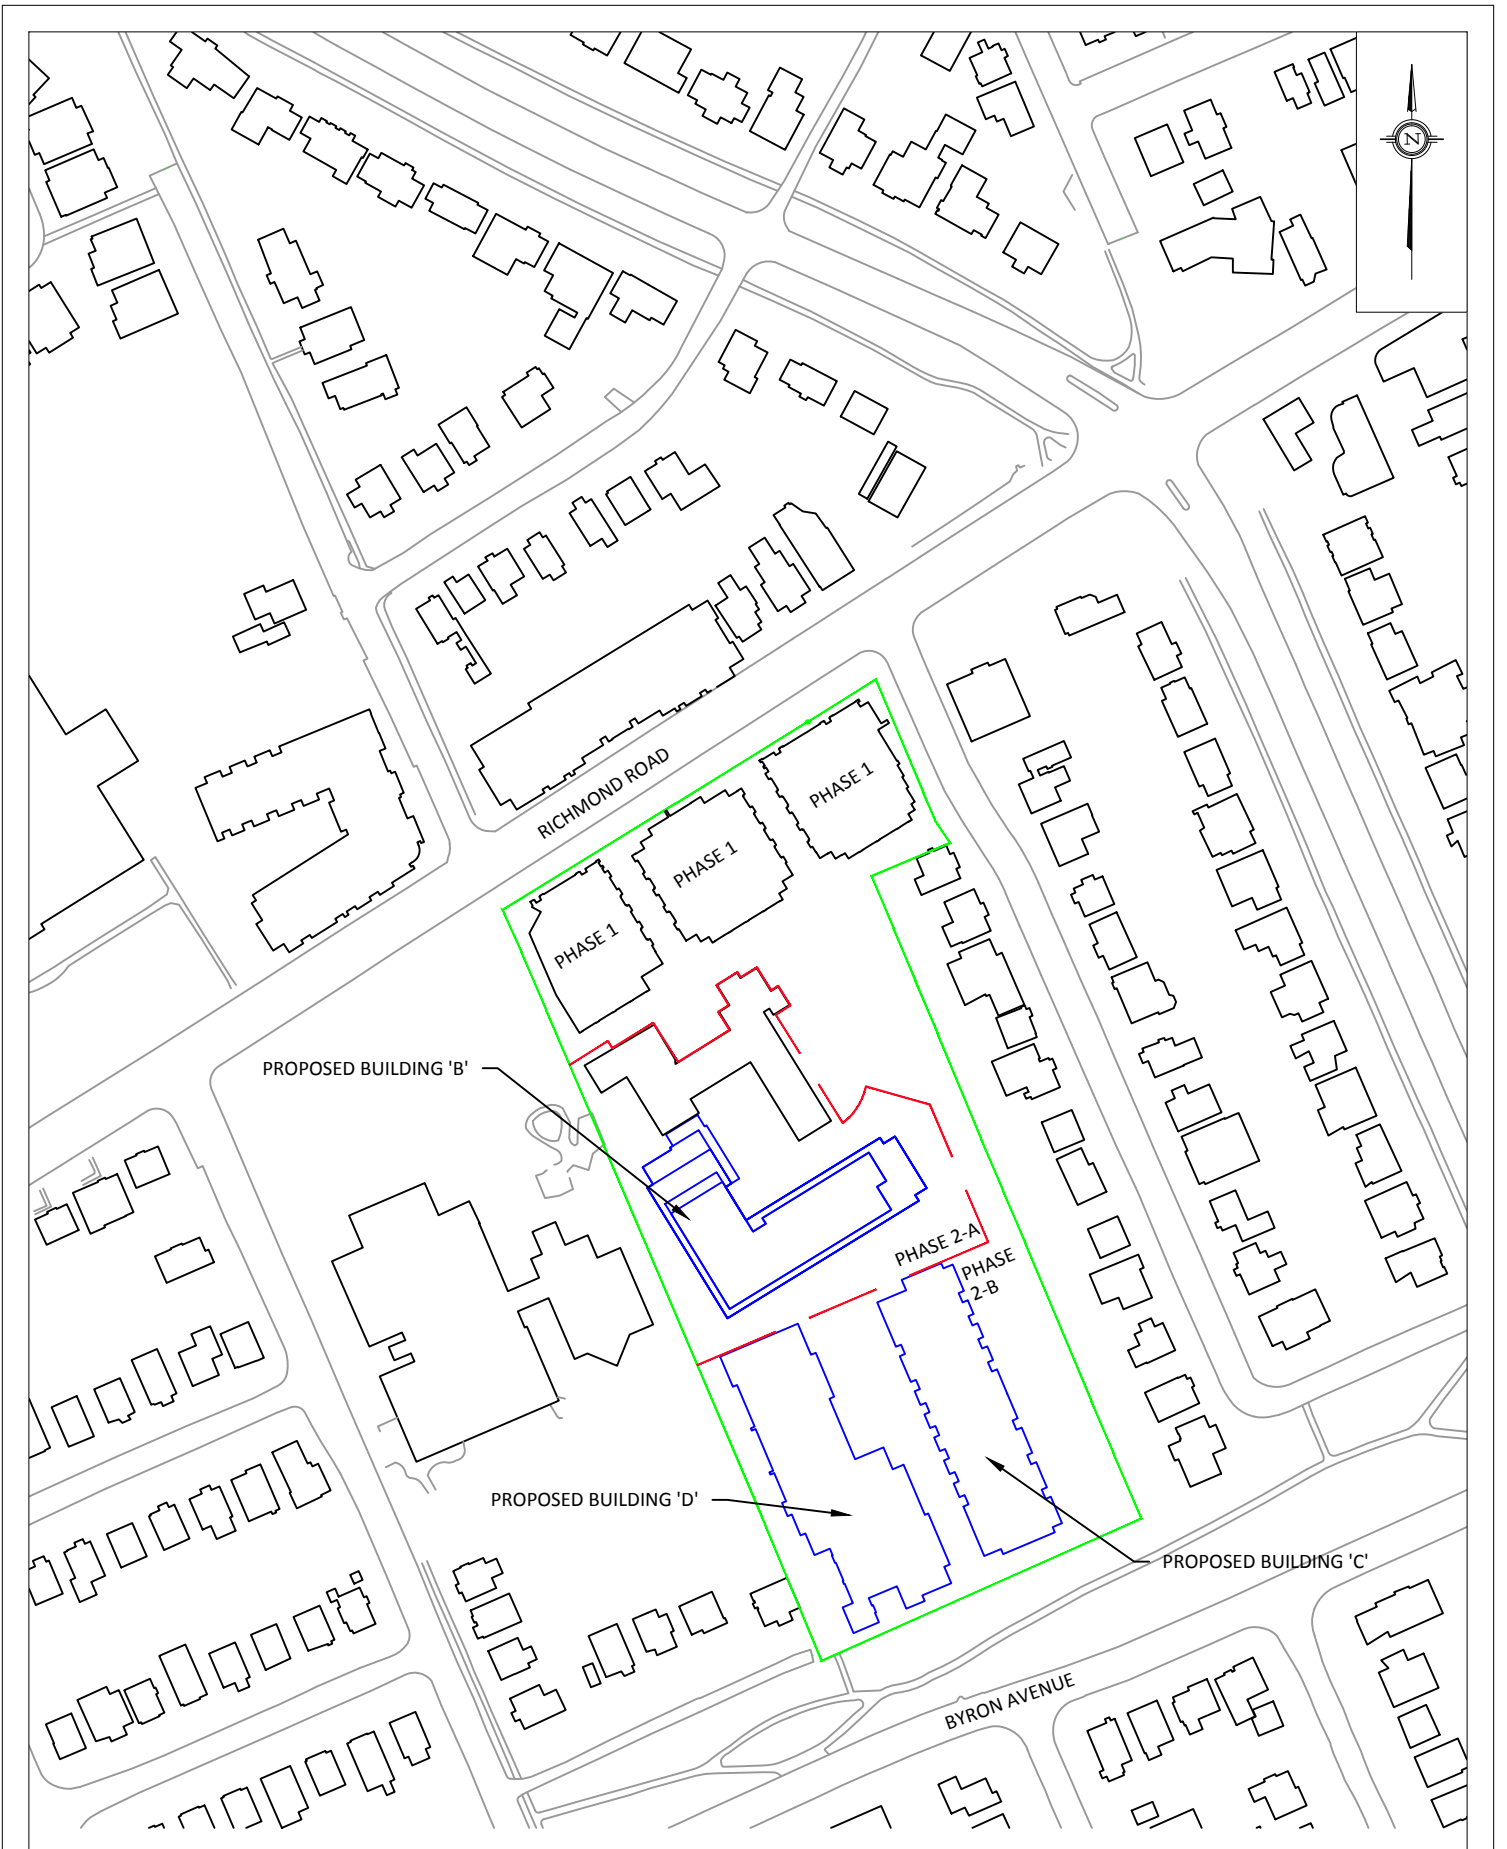 N
RICHMOND ROAD
PHASE 1
PHASE 1
PHASE 1
PROPOSED BUILDING 'B'
PHASE 2-A
PHASE
2-B
PROPOSED BUILDING 'D'
PROPOSED BUILDING 'C'
BYRON AVENUE